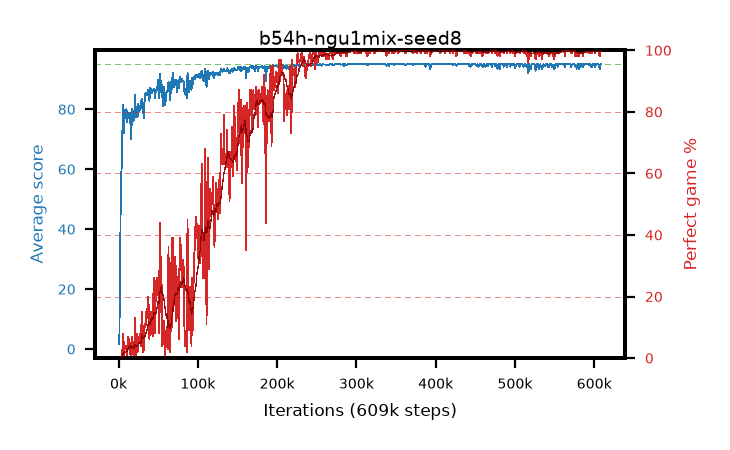 b54h-ngu1mix-seed8
100
80
60
40
20
0
80
60
40
20
0
Average score
Perfect game %
0k 100k 200k 300k 400k 500k 600k
Iterations (609k steps)